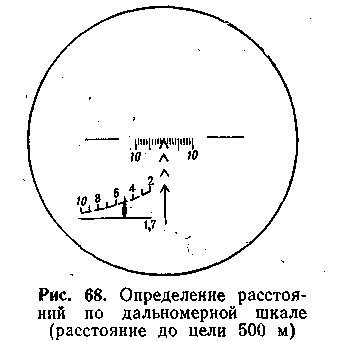 10 10
10 8 6 4 2
1,7
Рис. 68. Определение расстоя-
ний по дальномерной шкале
(расстояние до цели 500 м)